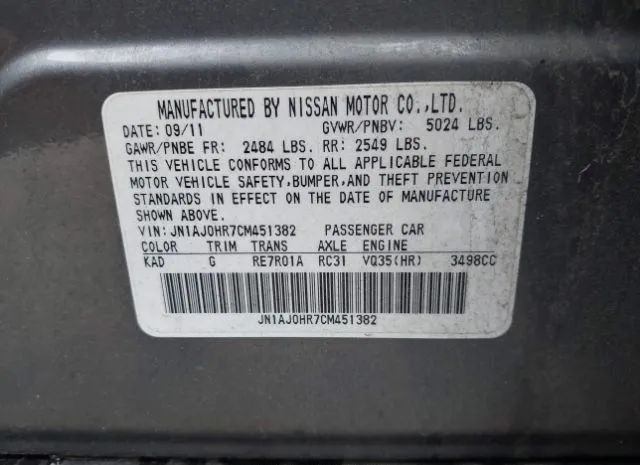 MANUFACTURED BY NISSAN MOTOR CO.,LTD.
DATE: 09/11 GVWR/PNBV: 5024 LBS.
GAWR/PNBE FR: 2484 LBS. RR: 2549 LBS.
THIS VEHICLE CONFORMS TO ALL APPLICABLE FEDERAL
MOTOR VEHICLE SAFETY,BUMPER,AND THEFT PREVENTION
STANDARDS IN EFFECT ON THE DATE OF MANUFACTURE
SHOWN ABOVE.
VIN:JN1AJ0HR7CM451382 PASSENGER CAR
COLOR TRIM TRANS AXLE ENGINE
KAD G RE7R01A RC31 VQ35(HR) 3498CC
JN1AJ0HR7CM451382